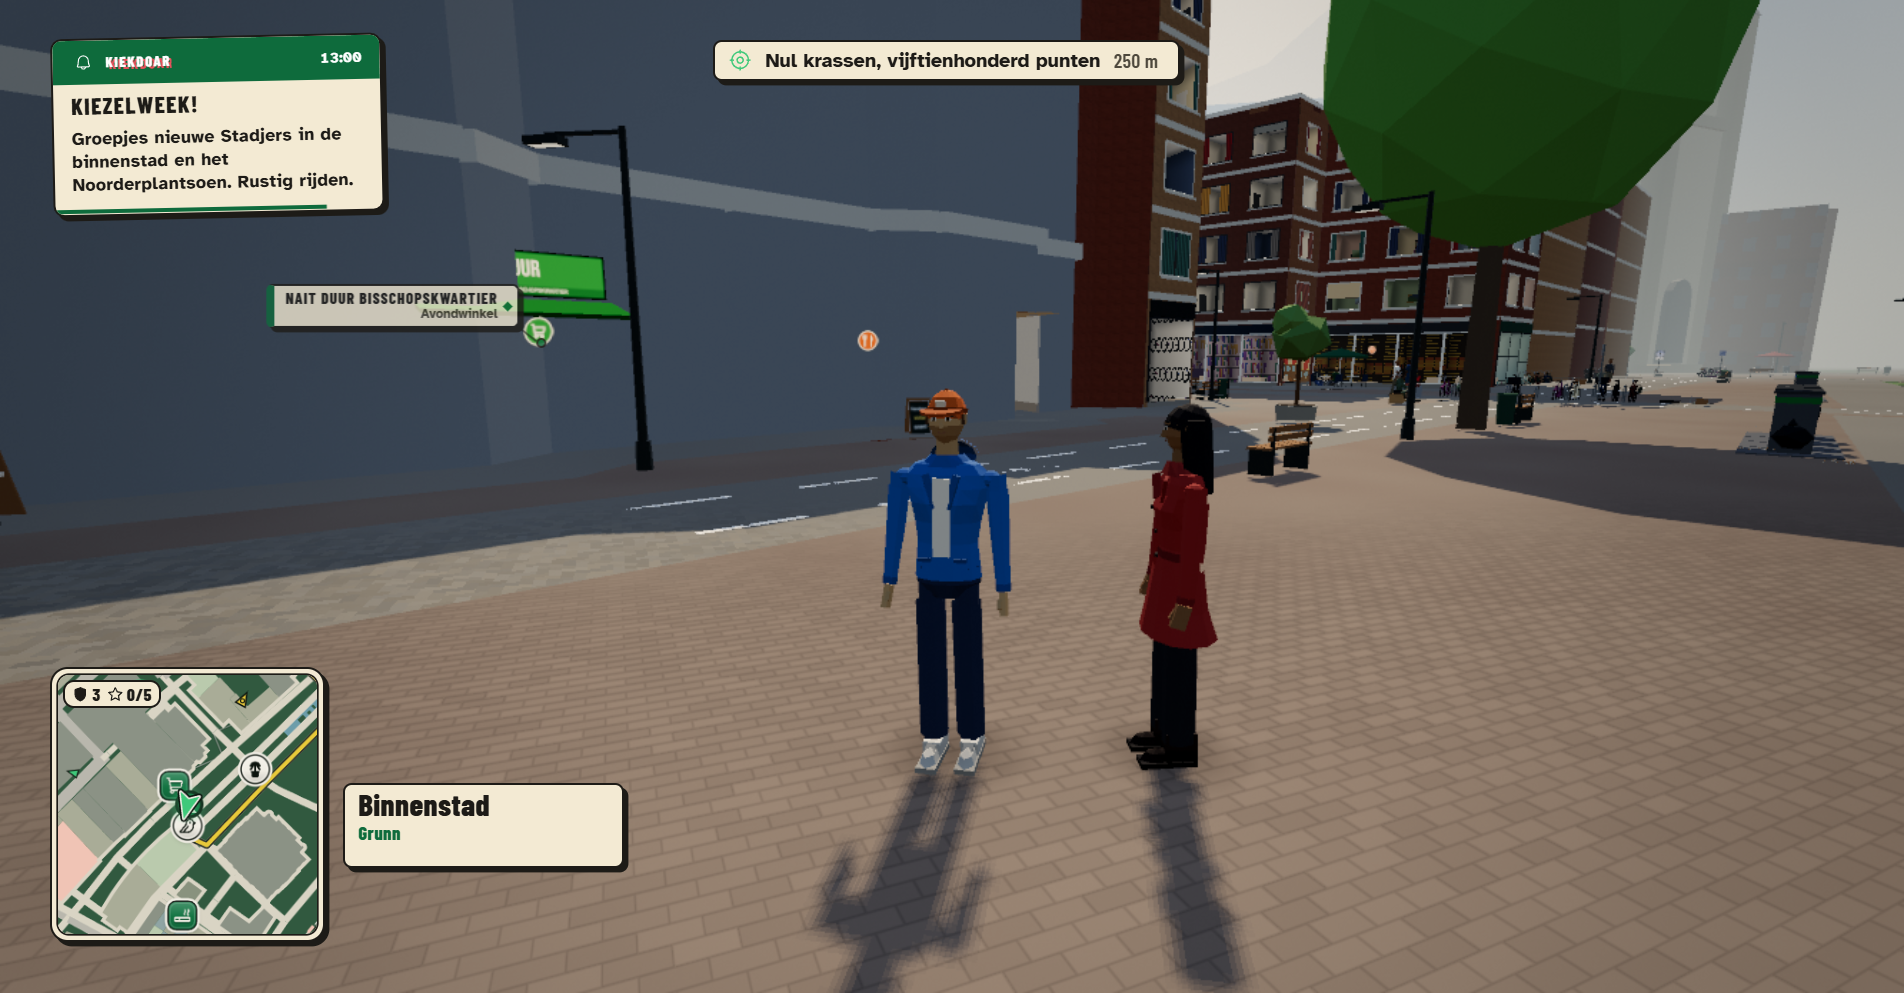 KIEKDOAR
13:00
KIEZELWEEK!
Groepjes nieuwe Stadjers in de
binnenstad en het
Noorderplantsoen. Rustig rijden.
Nul krassen, vijftienhonderd punten 250 m
UUR
NAIT DUUR BISSCHOPSKWARTIER
Avondwinkel
3 0/5
Binnenstad
Grunn